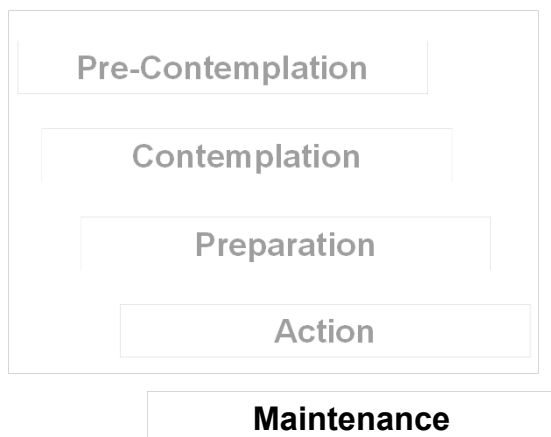 Pre-Contemplation
Contemplation
Preparation
Action
Maintenance